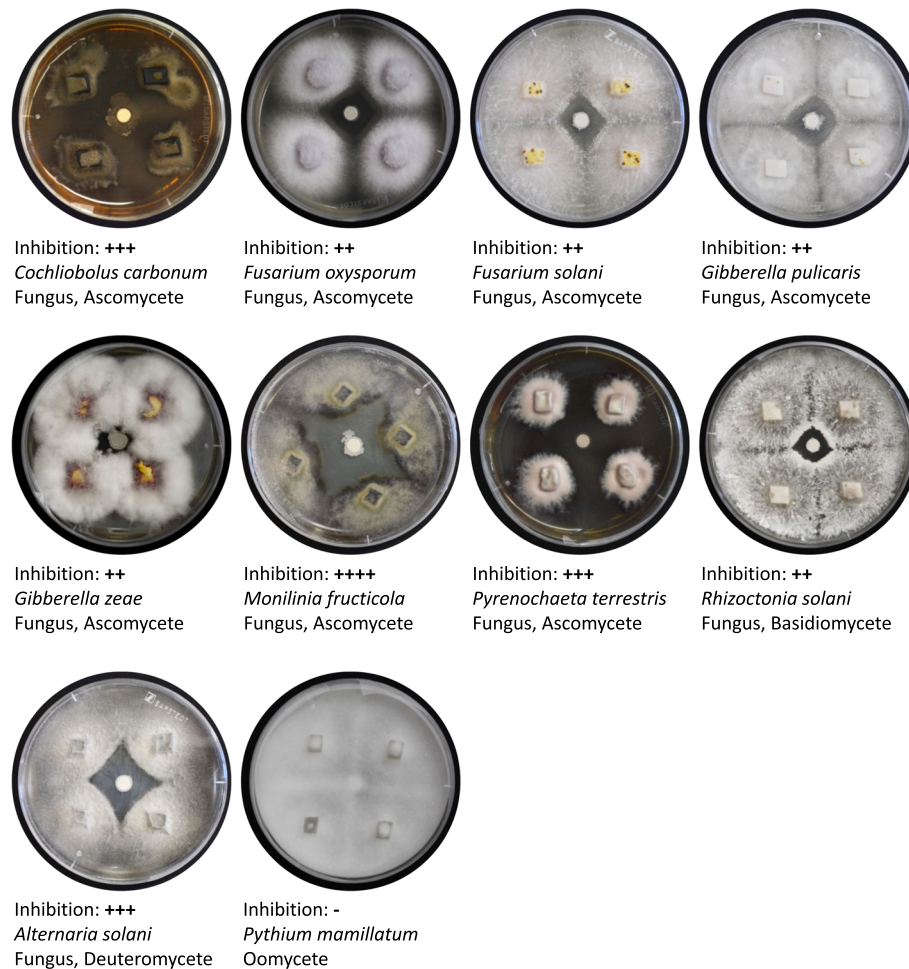 Inhibition: +++
Cochliobolus carbonum
Fungus, Ascomycete
Inhibition: ++
Fusarium oxysporum
Fungus, Ascomycete
Inhibition: ++
Fusarium solani
Fungus, Ascomycete
Inhibition: ++
Gibberella pulicaris
Fungus, Ascomycete
Inhibition: ++
Gibberella zeae
Fungus, Ascomycete
Inhibition: ++++
Monilinia fructicola
Fungus, Ascomycete
Inhibition: +++
Pyrenochaeta terrestris
Fungus, Ascomycete
Inhibition: ++
Rhizoctonia solani
Fungus, Basidiomycete
Inhibition: +++
Alternaria solani
Fungus, Deuteromycete
Inhibition: -
Pythium mamillatum
Oomycete